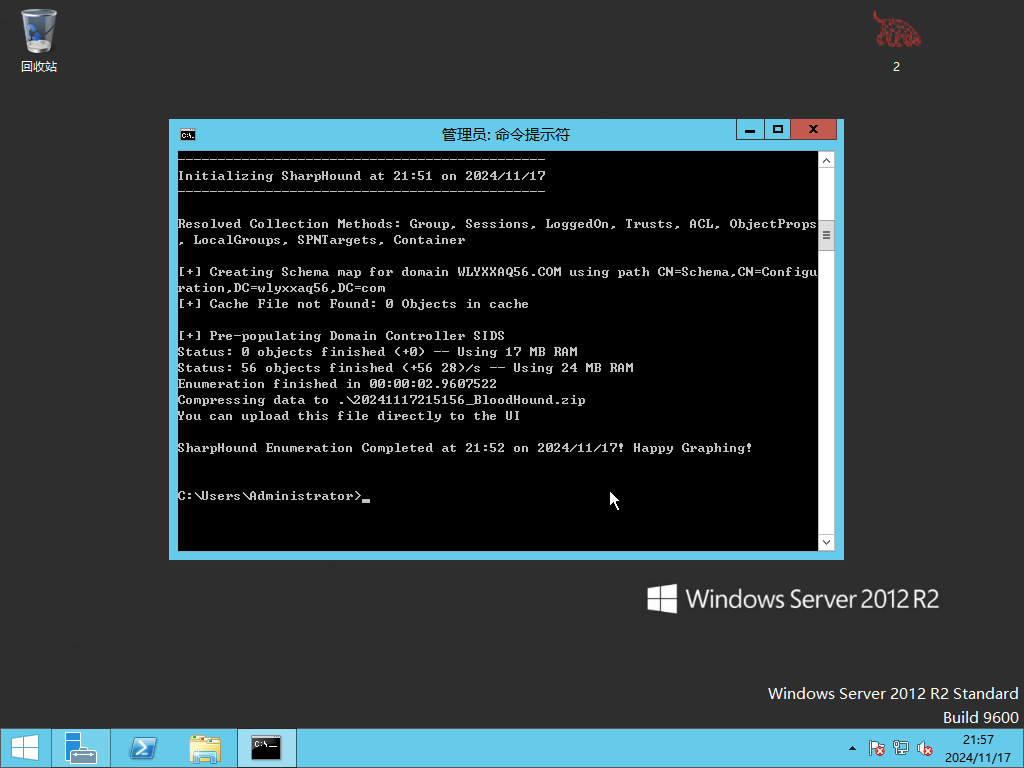 回收站
2
管理员: 命令提示符
---------------------------------------------
Initializing SharpHound at 21:51 on 2024/11/17
---------------------------------------------
Resolved Collection Methods: Group, Sessions, LoggedOn, Trusts, ACL, ObjectProps
, LocalGroups, SPNTargets, Container
[+] Creating Schema map for domain WLYXXAQ56.COM using path CN=Schema,CN=Configu
ration,DC=wlyxxaq56,DC=com
[+] Cache File not Found: 0 Objects in cache
[+] Pre-populating Domain Controller SIDS
Status: 0 objects finished (+0) -- Using 17 MB RAM
Status: 56 objects finished (+56 28)/s -- Using 24 MB RAM
Enumeration finished in 00:00:02.9607522
Compressing data to .\20241117215156_BloodHound.zip
You can upload this file directly to the UI
SharpHound Enumeration Completed at 21:52 on 2024/11/17! Happy Graphing!
C:\Users\Administrator>_
Windows Server 2012 R2
Windows Server 2012 R2 Standard
Build 9600
21:57
2024/11/17